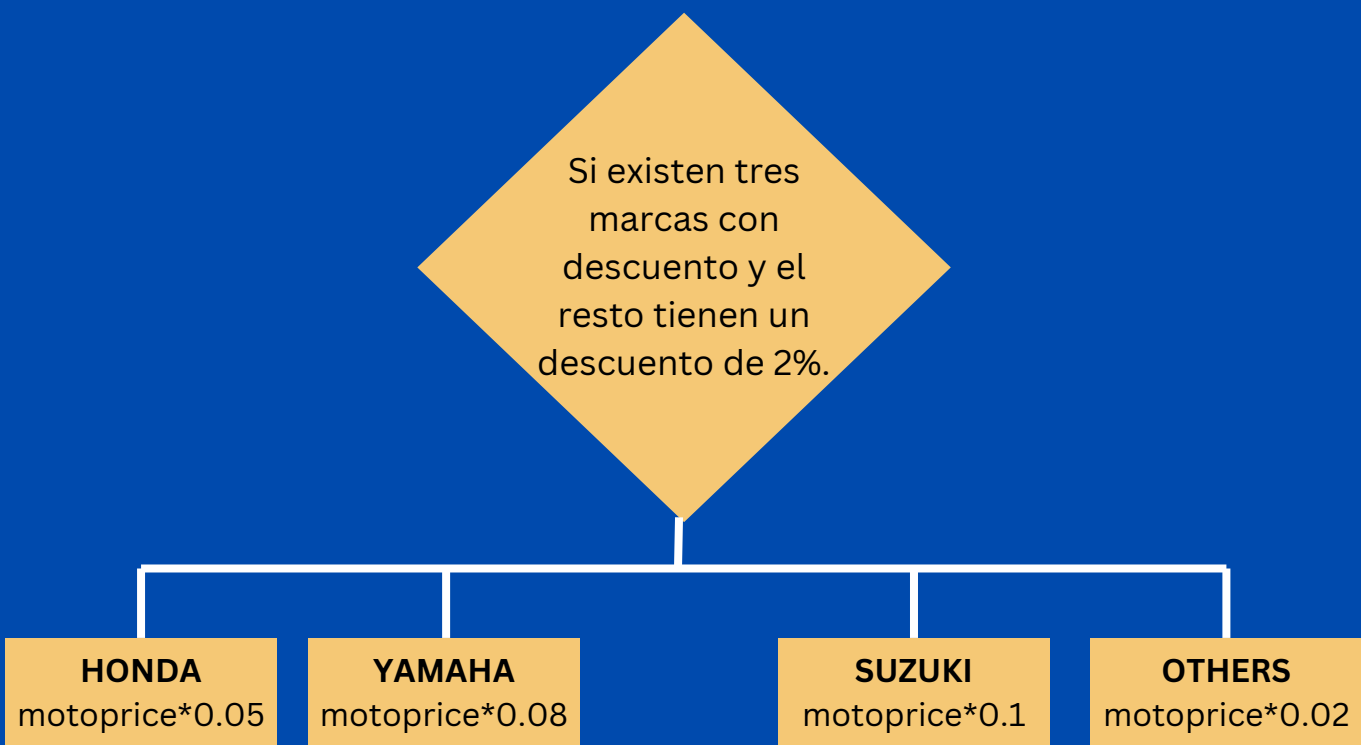 Si existen tres
marcas con
descuento y el
resto tienen un
descuento de 2%.
HONDA
motoprice*0.05
YAMAHA
motoprice*0.08
SUZUKI
motoprice*0.1
OTHERS
motoprice*0.02